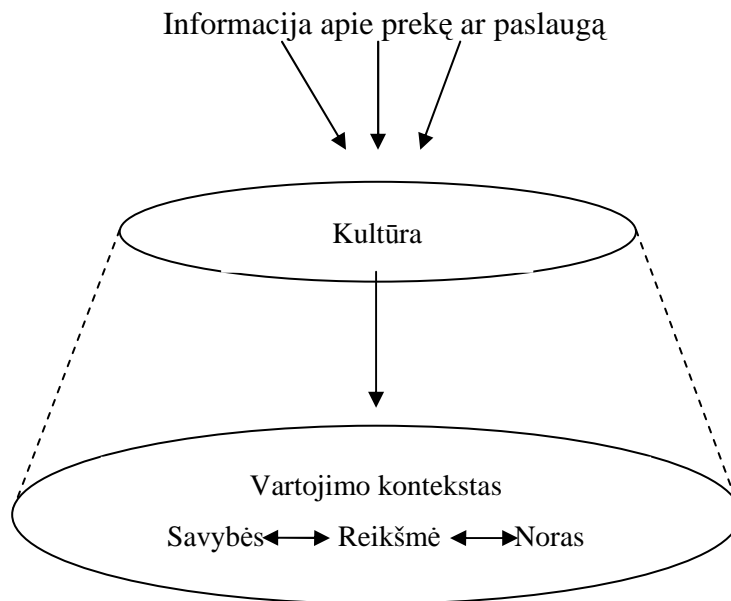 Informacija apie prekę ar paslaugą
Kultūra
Vartojimo kontekstas
Savybės Reikšmė Noras